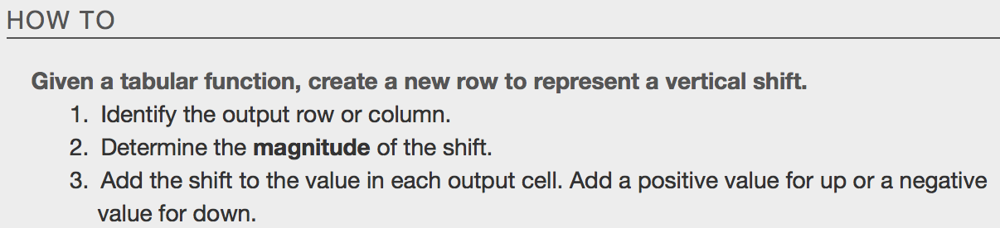 HOW TO
Given a tabular function, create a new row to represent a vertical shift.
1. Identify the output row or column.
2. Determine the magnitude of the shift.
3. Add the shift to the value in each output cell. Add a positive value for up or a negative
value for down.